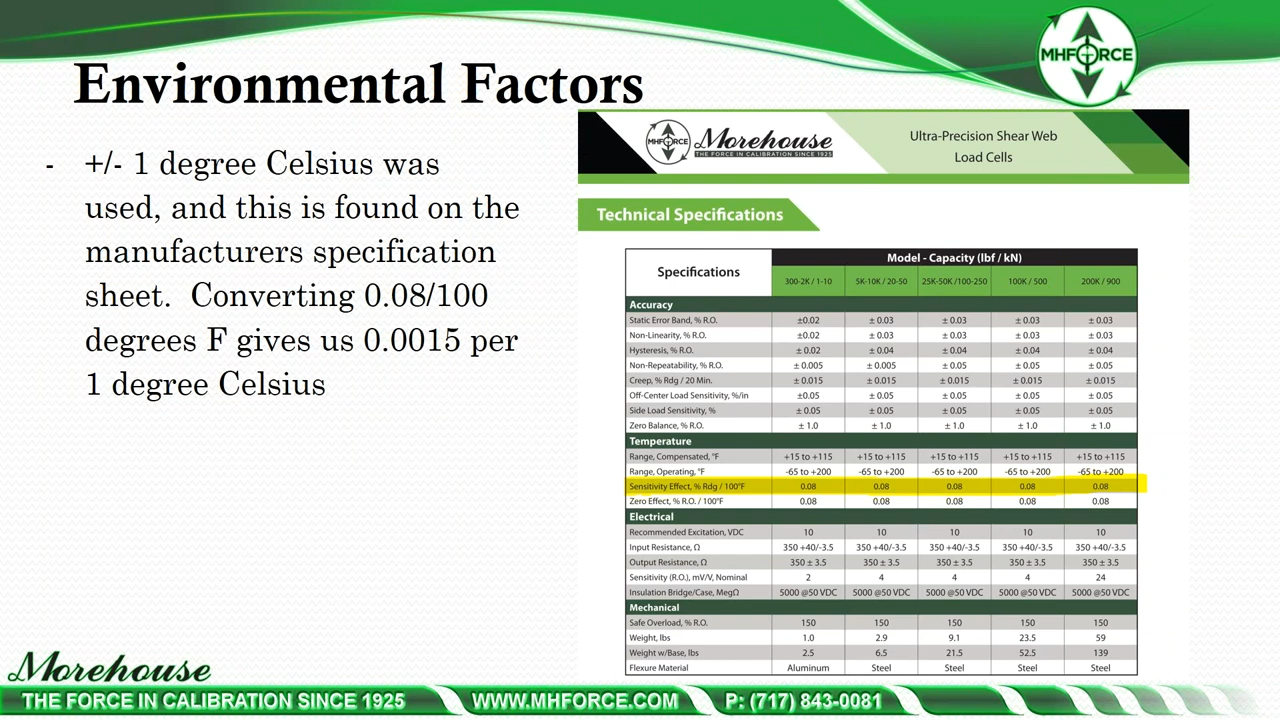 MHFORCE
Environmental Factors
- +/- 1 degree Celsius was
used, and this is found on the
manufacturers specification
sheet. Converting 0.08/100
degrees F gives us 0.0015 per
1 degree Celsius
MHFORCE
Morehouse
THE FORCE IN CALIBRATION SINCE 1925
Ultra-Precision Shear Web
Load Cells
Technical Specifications
Specifications
Model - Capacity (lbf / kN)
300-2K / 1-10 5K-10K / 20-50 25K-50K /100-250 100K / 500 200K / 900
Accuracy
Static Error Band, % R.O. ±0.02 ± 0.03 ± 0.03 ± 0.03 ± 0.03
Non-Linearity, % R.O. ±0.02 ± 0.03 ± 0.03 ± 0.03 ± 0.03
Hysteresis, % R.O. ± 0.02 ± 0.04 ± 0.04 ± 0.04 ± 0.04
Non-Repeatability, % R.O. ± 0.005 ± 0.005 ± 0.05 ± 0.05 ± 0.05
Creep, % Rdg / 20 Min. ± 0.015 ± 0.015 ± 0.015 ± 0.015 ± 0.015
Off-Center Load Sensitivity, %/in ±0.05 ± 0.05 ± 0.05 ± 0.05 ± 0.05
Side Load Sensitivity, % ± 0.05 ± 0.05 ± 0.05 ± 0.05 ± 0.05
Zero Balance, % R.O. ± 1.0 ± 1.0 ± 1.0 ± 1.0 ± 1.0
Temperature
Range, Compensated, °F +15 to +115 +15 to +115 +15 to +115 +15 to +115 +15 to +115
Range, Operating, °F -65 to +200 -65 to +200 -65 to +200 -65 to +200 -65 to +200
Sensitivity Effect, % Rdg / 100°F 0.08 0.08 0.08 0.08 0.08
Zero Effect, % R.O. / 100°F 0.08 0.08 0.08 0.08 0.08
Electrical
Recommended Excitation, VDC 10 10 10 10 10
Input Resistance, Ω 350 +40/-3.5 350 +40/-3.5 350 +40/-3.5 350 +40/-3.5 350 +40/-3.5
Output Resistance, Ω 350 ± 3.5 350 ± 3.5 350 ± 3.5 350 ± 3.5 350 ± 3.5
Sensitivity (R.O.), mV/V, Nominal 2 4 4 4 24
Insulation Bridge/Case, MegΩ 5000 @50 VDC 5000 @50 VDC 5000 @50 VDC 5000 @50 VDC 5000 @50 VDC
Mechanical
Safe Overload, % R.O. 150 150 150 150 150
Weight, lbs 1.0 2.9 9.1 23.5 59
Weight w/Base, lbs 2.5 6.5 21.5 52.5 139
Flexure Material Aluminum Steel Steel Steel Steel
Morehouse
THE FORCE IN CALIBRATION SINCE 1925 WWW.MHFORCE.COM P: (717) 843-0081